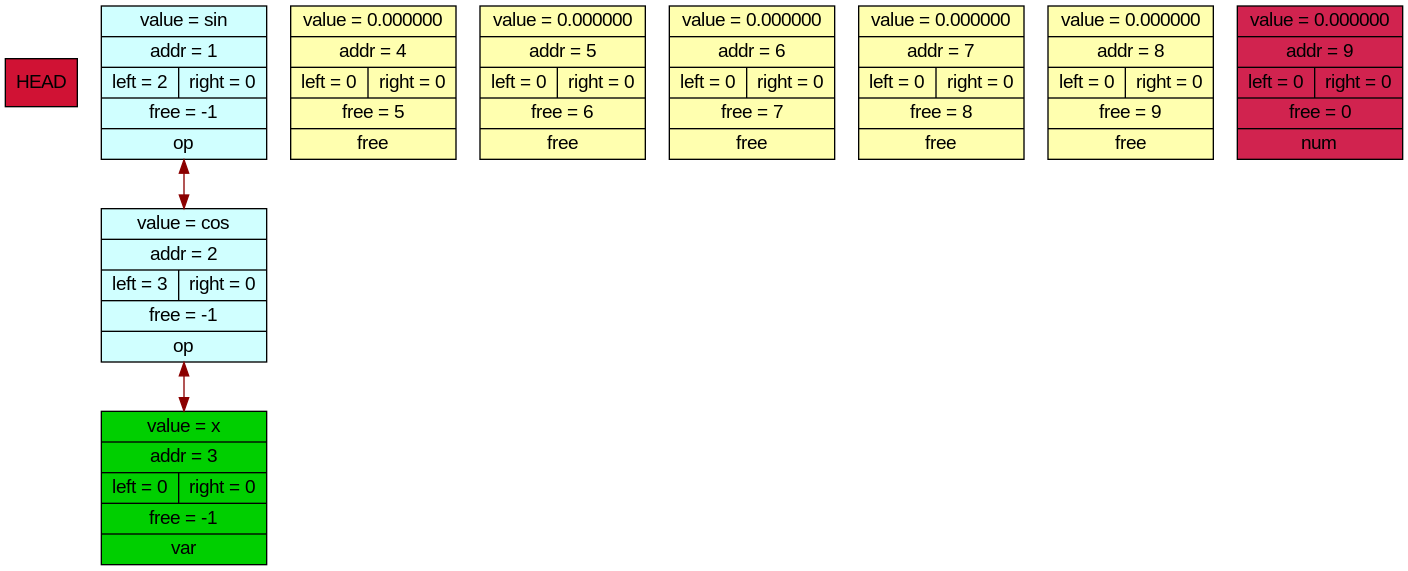 HEAD
value = sin
addr = 1
left = 2 right = 0
free = -1
op
value = 0.000000
addr = 4
left = 0 right = 0
free = 5
free
value = 0.000000
addr = 5
left = 0 right = 0
free = 6
free
value = 0.000000
addr = 6
left = 0 right = 0
free = 7
free
value = 0.000000
addr = 7
left = 0 right = 0
free = 8
free
value = 0.000000
addr = 8
left = 0 right = 0
free = 9
free
value = 0.000000
addr = 9
left = 0 right = 0
free = 0
num
value = cos
addr = 2
left = 3 right = 0
free = -1
op
value = x
addr = 3
left = 0 right = 0
free = -1
var